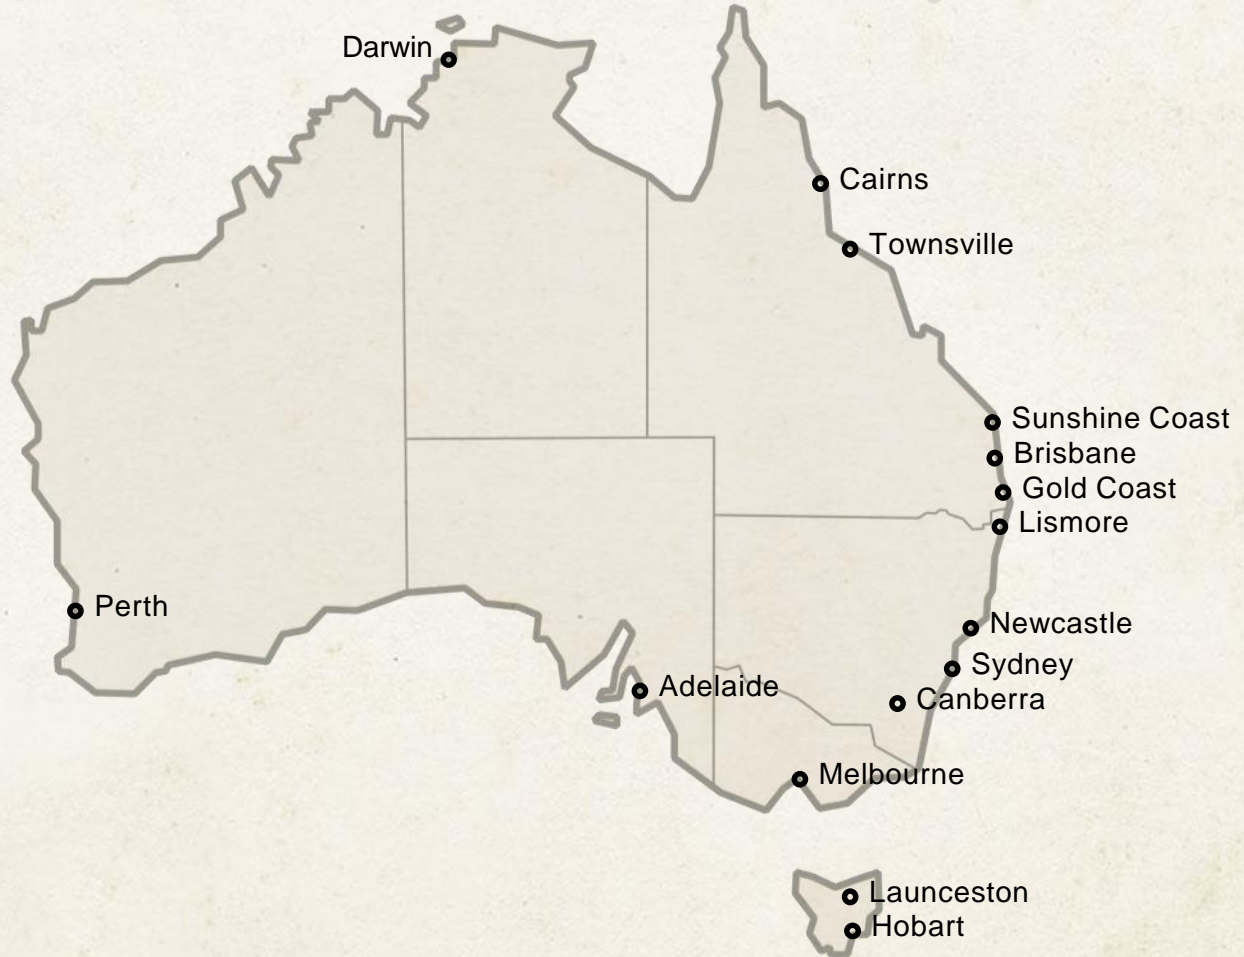 Darwin
Cairns
Townsville
Sunshine Coast
Brisbane
Gold Coast
Lismore
Perth
Newcastle
Sydney
Adelaide
Canberra
Melbourne
Launceston
Hobart